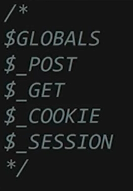 /*
$GLOBALS
$_POST
$_GET
$_COOKIE
$_SESSION
*/